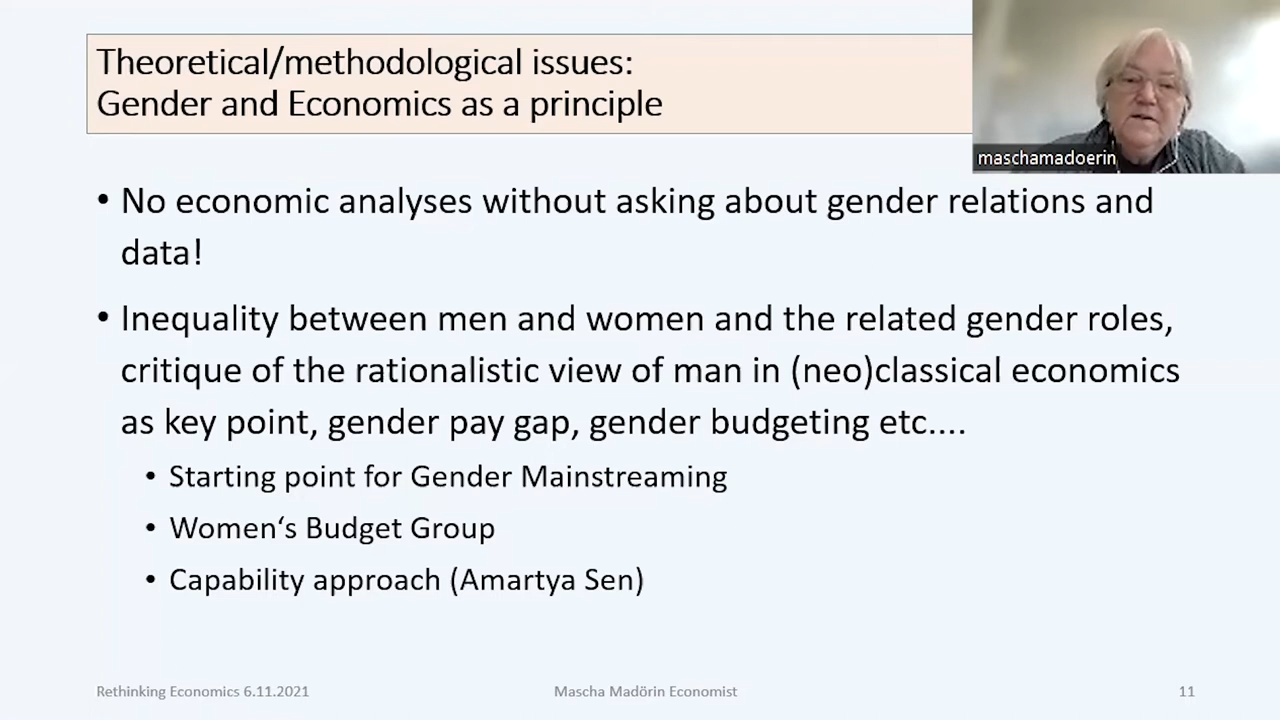 Theoretical/methodological issues:
Gender and Economics as a principle
maschamadoerin
• No economic analyses without asking about gender relations and
data!
• Inequality between men and women and the related gender roles,
critique of the rationalistic view of man in (neo)classical economics
as key point, gender pay gap, gender budgeting etc....
• Starting point for Gender Mainstreaming
• Women‘s Budget Group
• Capability approach (Amartya Sen)
Rethinking Economics 6.11.2021
Mascha Madörin Economist
11